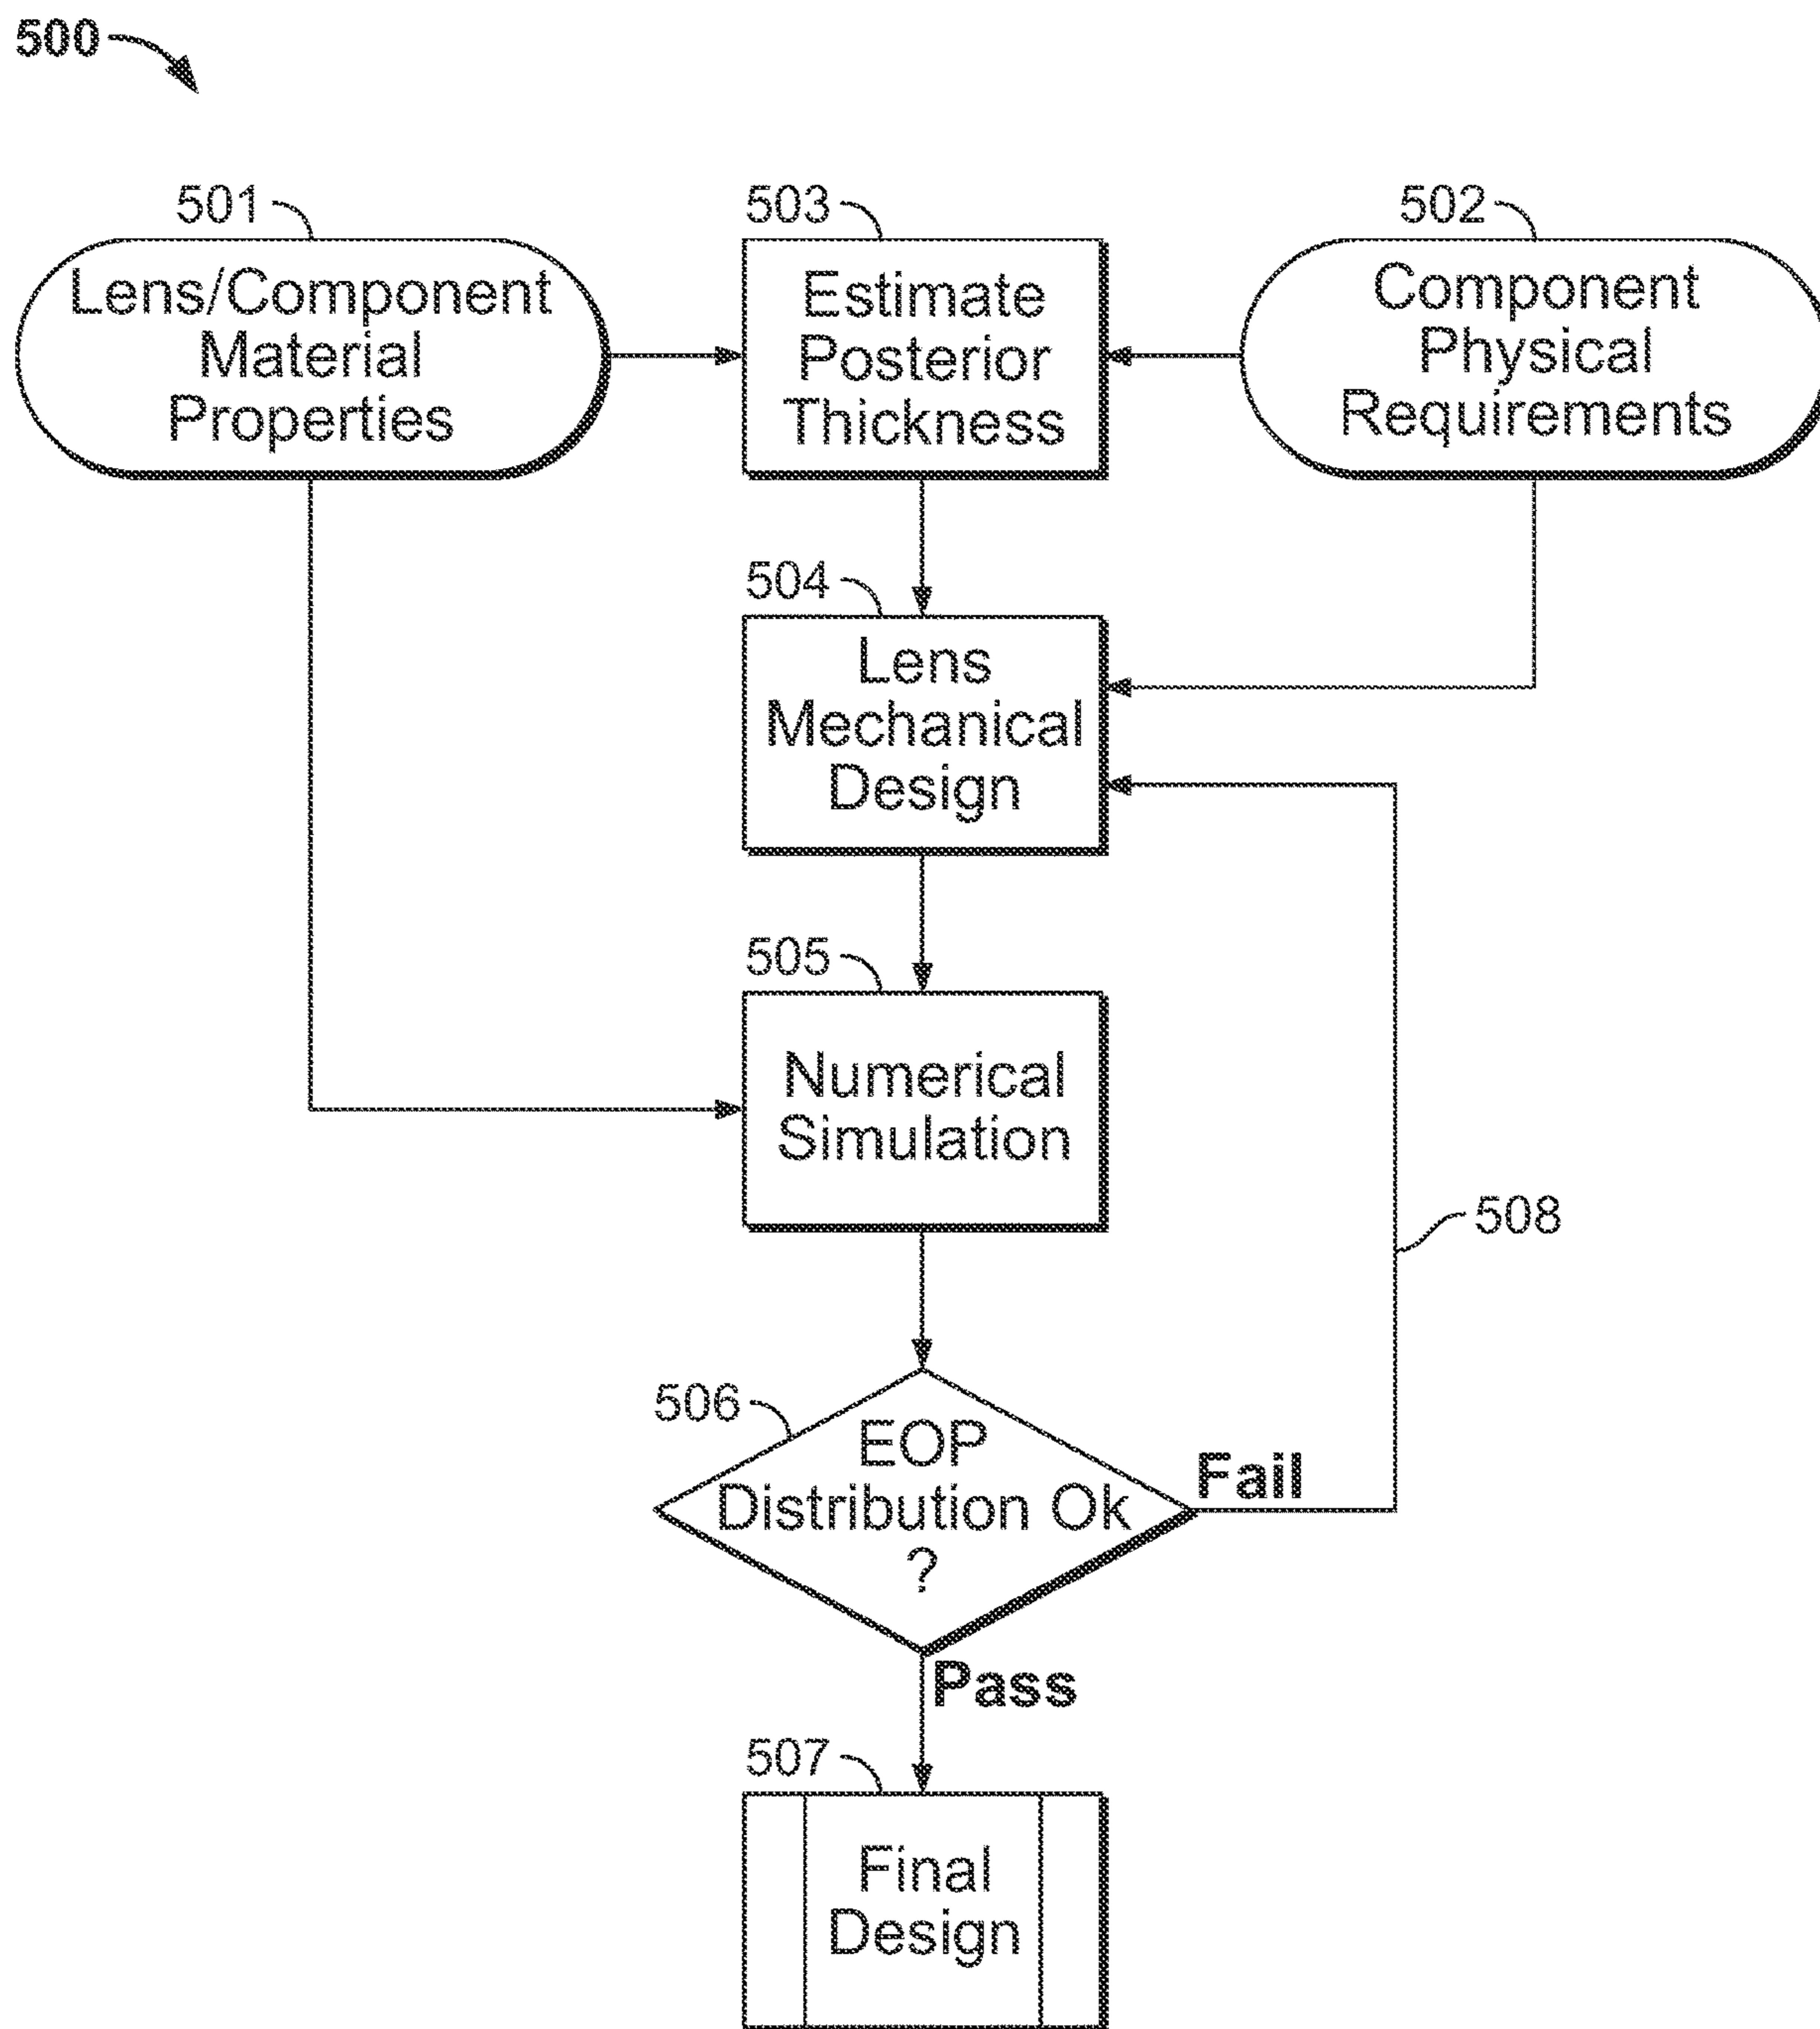 500
501
Lens/Component
Material
Properties
503
Estimate
Posterior
Thickness
502
Component
Physical
Requirements
504
Lens
Mechanical
Design
505
Numerical
Simulation
508
506
EOP
Distribution Ok
?
Fail
Pass
507
Final
Design